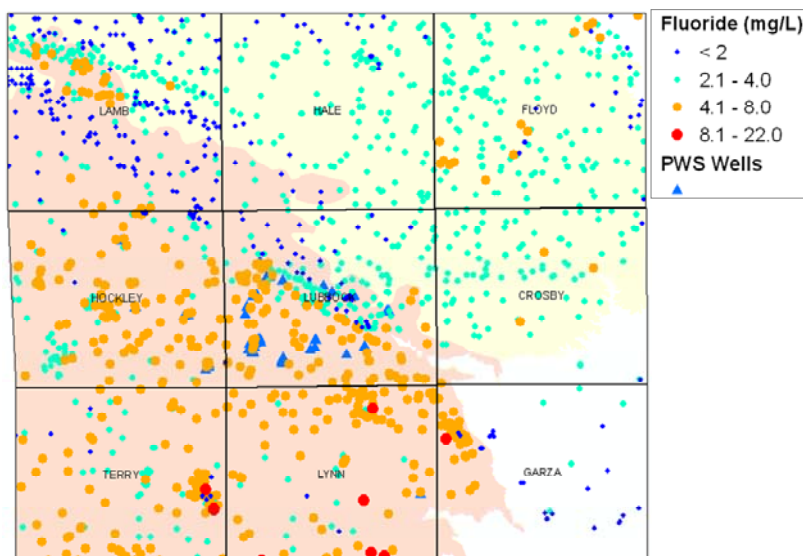 Fluoride (mg/L)
< 2
2.1 - 4.0
4.1 - 8.0
8.1 - 22.0
PWS Wells
LAMB
HALE
FLOYD
HOCKLEY
LUBBOCK
CROSBY
TERRY
LYNN
GARZA